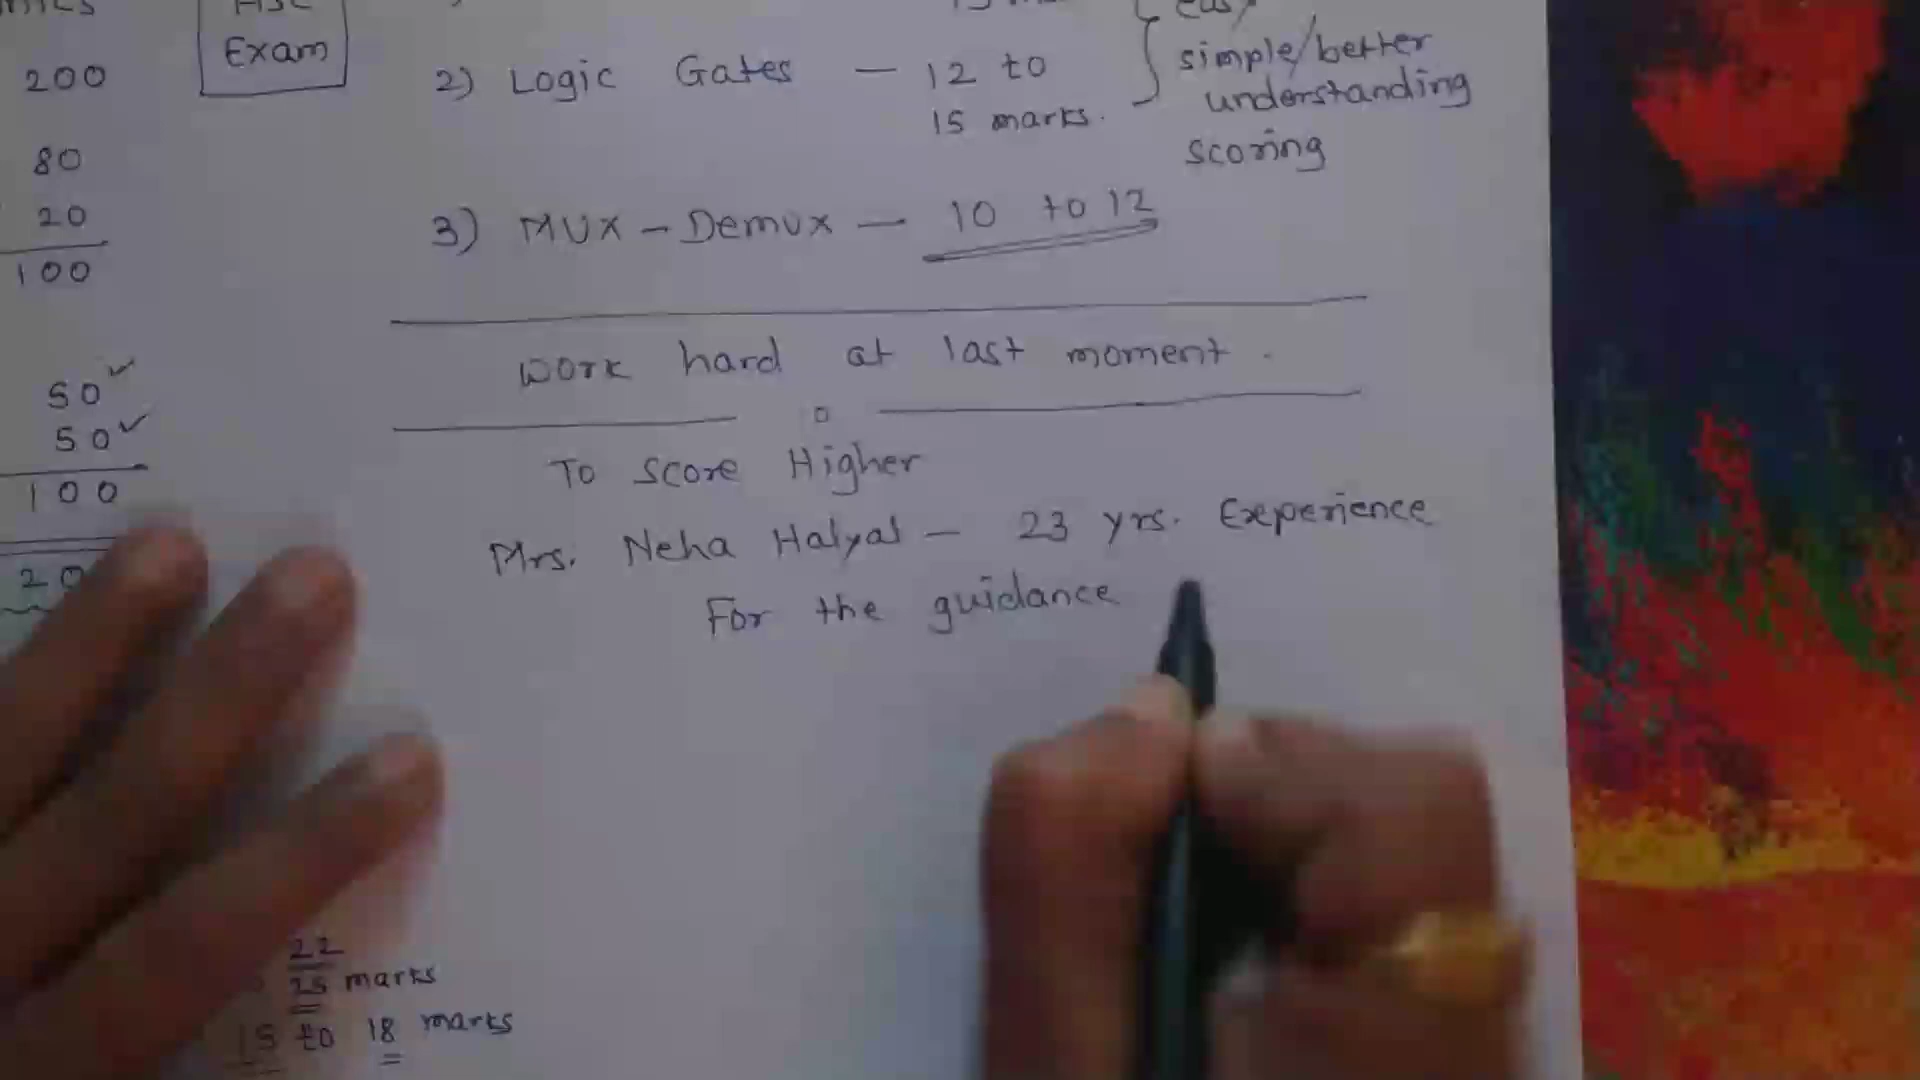 Exam
200
80
20
100
50
50
100
2) Logic Gates — 12 to
15 marks.
easy
simple/better
understanding
scoring
3) MUX - Demux — 10 to 12
work hard at last moment.
To score Higher
Mrs. Neha Halyal — 23 yrs. Experience
For the guidance
22
25 marks
15 to 18 marks